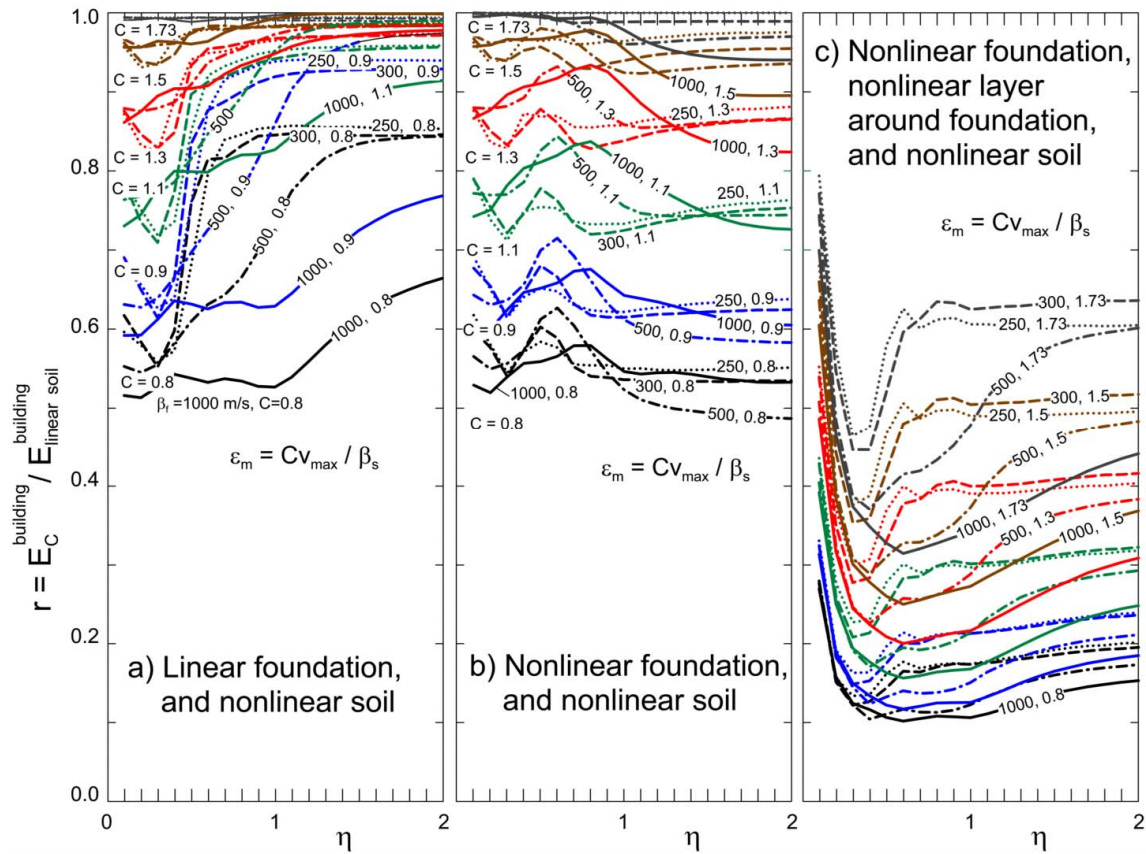 r = E_C^building / E_linear soil^building
1.0
0.8
0.6
0.4
0.2
0.0
C = 1.73
C = 1.5
C = 1.3
C = 1.1
C = 0.9
C = 0.8
250, 0.9
300, 0.9
1000, 1.1
500
250, 0.8
300, 0.8
500, 0.9
500, 0.8
1000, 0.9
1000, 0.8
β_f =1000 m/s, C=0.8
ε_m = Cv_max / β_s
a) Linear foundation,
and nonlinear soil
0
1
η
2
C = 1.73
C = 1.5
C = 1.3
C = 1.1
C = 0.9
C = 0.8
1000, 1.5
500, 1.3
250, 1.3
1000, 1.3
1000, 1.1
500, 1.1
250, 1.1
300, 1.1
250, 0.9
1000, 0.9
500, 0.9
250, 0.8
1000, 0.8
300, 0.8
500, 0.8
ε_m = Cv_max / β_s
b) Nonlinear foundation,
and nonlinear soil
1
η
2
c) Nonlinear foundation,
nonlinear layer
around foundation,
and nonlinear soil
ε_m = Cv_max / β_s
300, 1.73
250, 1.73
500, 1.73
300, 1.5
250, 1.5
500, 1.5
1000, 1.73
500, 1.3
1000, 1.5
1000, 0.8
1
η
2